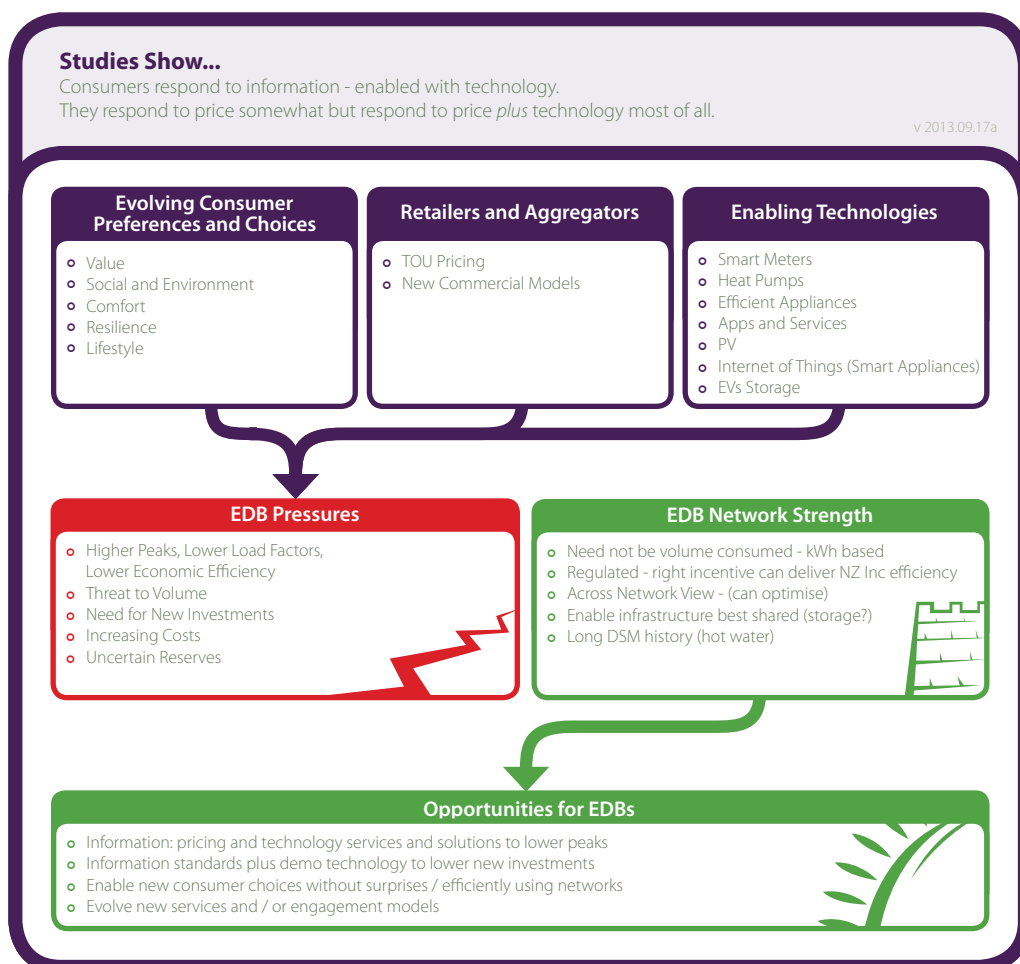 Studies Show...
Consumers respond to information - enabled with technology.
They respond to price somewhat but respond to price plus technology most of all.
v 2013.09.17a
Evolving Consumer
Preferences and Choices
Value
Social and Environment
Comfort
Resilience
Lifestyle
Retailers and Aggregators
TOU Pricing
New Commercial Models
Enabling Technologies
Smart Meters
Heat Pumps
Efficient Appliances
Apps and Services
PV
Internet of Things (Smart Appliances)
EVs Storage
EDB Pressures
Higher Peaks, Lower Load Factors,
Lower Economic Efficiency
Threat to Volume
Need for New Investments
Increasing Costs
Uncertain Reserves
EDB Network Strength
Need not be volume consumed - kWh based
Regulated - right incentive can deliver NZ Inc efficiency
Across Network View - (can optimise)
Enable infrastructure best shared (storage?)
Long DSM history (hot water)
Opportunities for EDBs
Information: pricing and technology services and solutions to lower peaks
Information standards plus demo technology to lower new investments
Enable new consumer choices without surprises / efficiently using networks
Evolve new services and / or engagement models